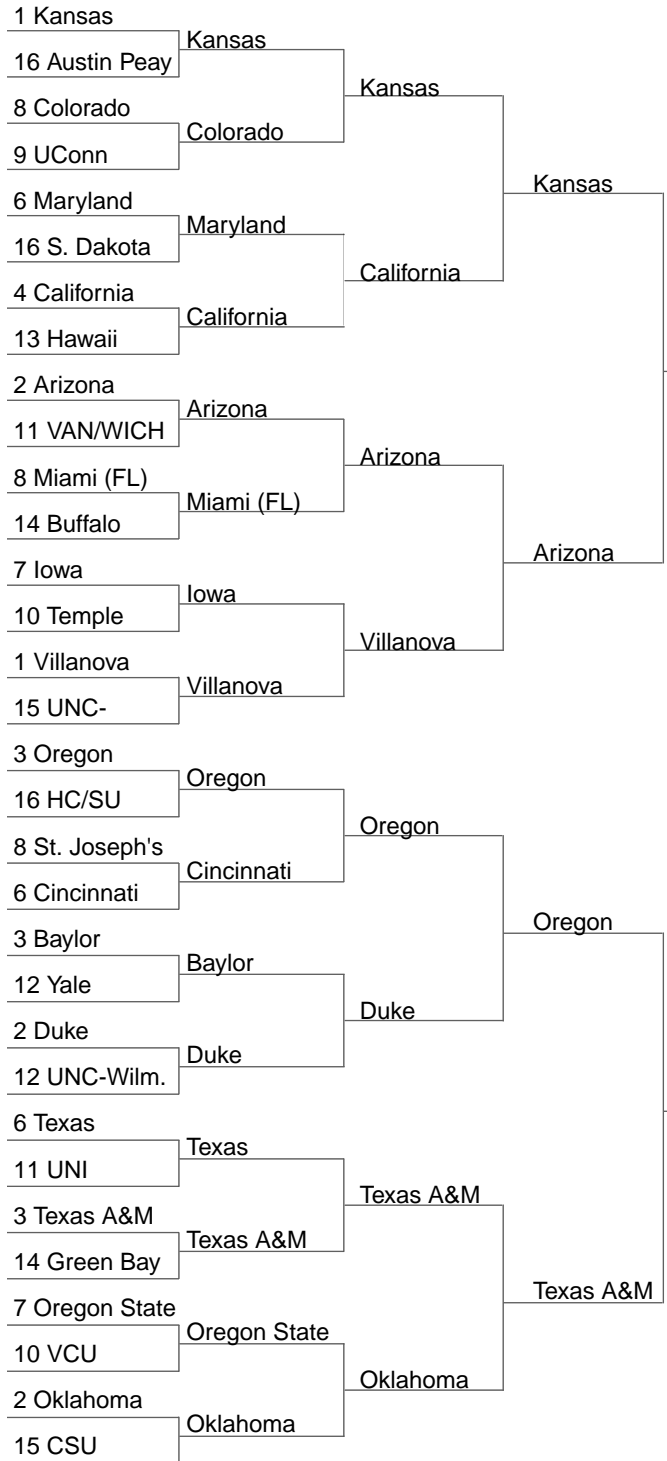 1 Kansas
16 Austin Peay
8 Colorado
9 UConn
6 Maryland
16 S. Dakota
4 California
13 Hawaii
2 Arizona
11 VAN/WICH
8 Miami (FL)
14 Buffalo
7 Iowa
10 Temple
1 Villanova
15 UNC-
3 Oregon
16 HC/SU
8 St. Joseph's
6 Cincinnati
3 Baylor
12 Yale
2 Duke
12 UNC-Wilm.
6 Texas
11 UNI
3 Texas A&M
14 Green Bay
7 Oregon State
10 VCU
2 Oklahoma
15 CSU
Kansas
Colorado
Maryland
California
Arizona
Miami (FL)
Iowa
Villanova
Oregon
Cincinnati
Baylor
Duke
Texas
Texas A&M
Oregon State
Oklahoma
Kansas
California
Arizona
Villanova
Oregon
Duke
Texas A&M
Oklahoma
Kansas
Arizona
Oregon
Texas A&M